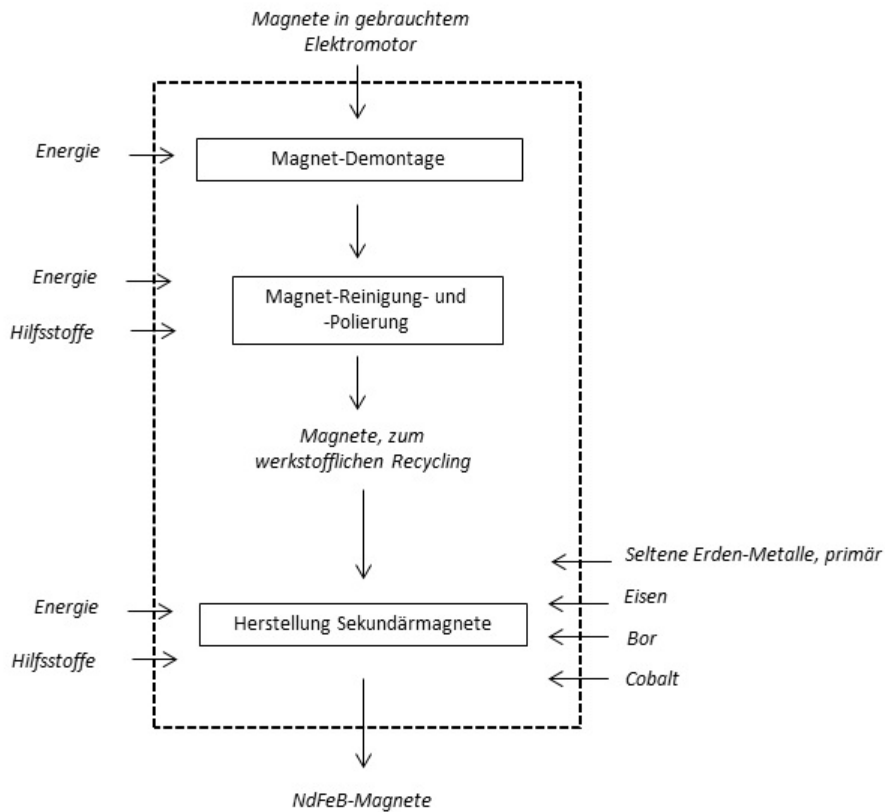 Magnete in gebrauchtem
Elektromotor
Energie
Magnet-Demontage
Energie
Magnet-Reinigung- und
-Polierung
Hilfsstoffe
Magnete, zum
werkstofflichen Recycling
Seltene Erden-Metalle, primär
Energie
Eisen
Herstellung Sekundärmagnete
Bor
Hilfsstoffe
Cobalt
NdFeB-Magnete